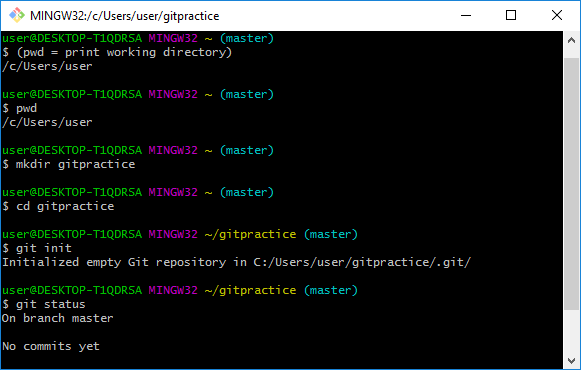 MINGW32:/c/Users/user/gitpractice
user@DESKTOP-T1QDRSA MINGW32 ~ (master)
$ (pwd = print working directory)
/c/Users/user
user@DESKTOP-T1QDRSA MINGW32 ~ (master)
$ pwd
/c/Users/user
user@DESKTOP-T1QDRSA MINGW32 ~ (master)
$ mkdir gitpractice
user@DESKTOP-T1QDRSA MINGW32 ~ (master)
$ cd gitpractice
user@DESKTOP-T1QDRSA MINGW32 ~/gitpractice (master)
$ git init
Initialized empty Git repository in C:/Users/user/gitpractice/.git/
user@DESKTOP-T1QDRSA MINGW32 ~/gitpractice (master)
$ git status
On branch master
No commits yet